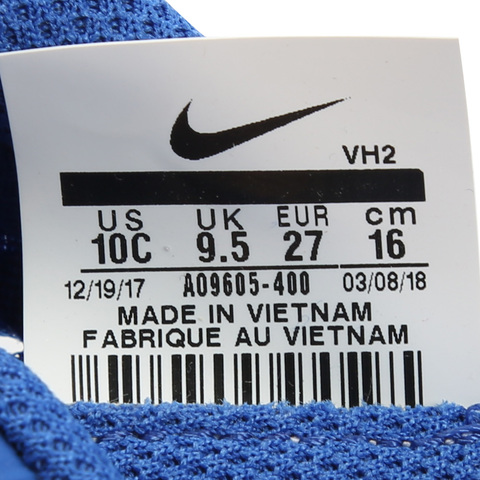 VH2
US UK EUR cm
10C 9.5 27 16
12/19/17 AO9605-400 03/08/18
MADE IN VIETNAM
FABRIQUE AU VIETNAM